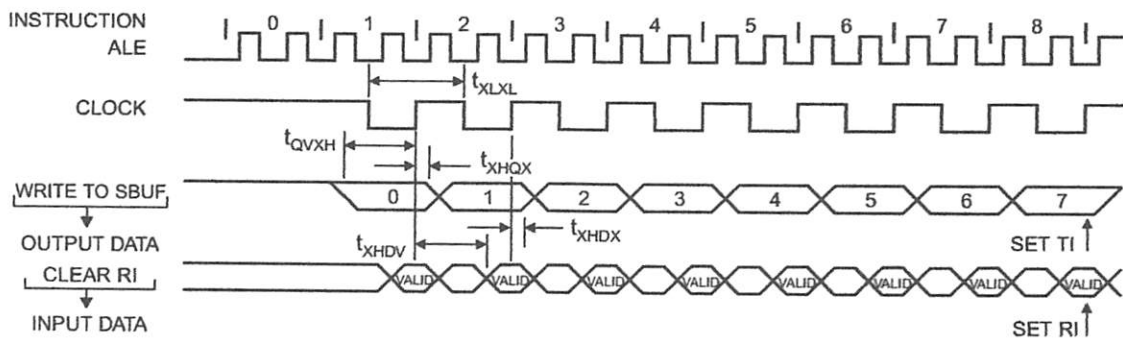 INSTRUCTION
0 1 2 3 4 5 6 7 8
ALE
tXLXL
CLOCK
tQVXH
tXHQX
WRITE TO SBUF
0 1 2 3 4 5 6 7
OUTPUT DATA
tXHDV
tXHDX
SET TI
CLEAR RI
VALID VALID VALID VALID VALID VALID VALID VALID
INPUT DATA
SET RI